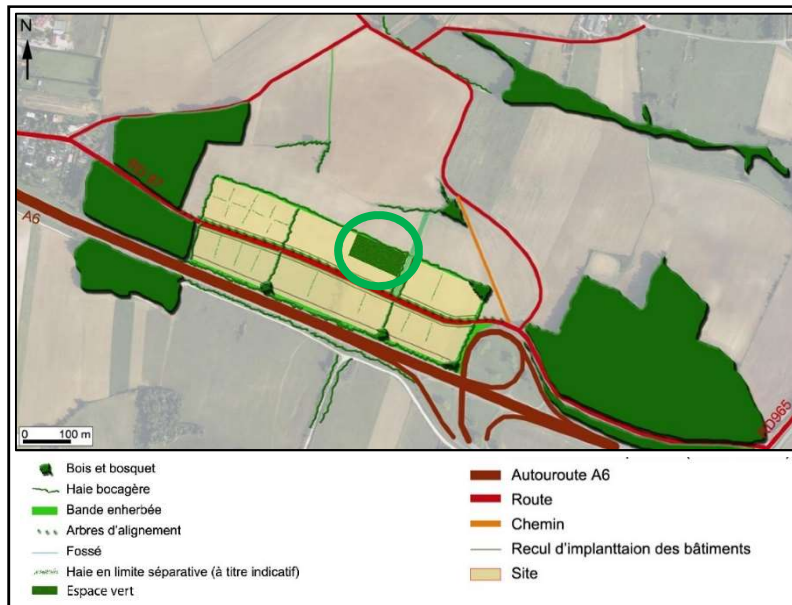 N
A6
RD965
0 100 m
Bois et bosquet
Haie bocagère
Bande enherbée
Arbres d'alignement
Fossé
Haie en limite séparative (à titre indicatif)
Espace vert
Autouroute A6
Route
Chemin
Recul d'implanttaion des bâtiments
Site